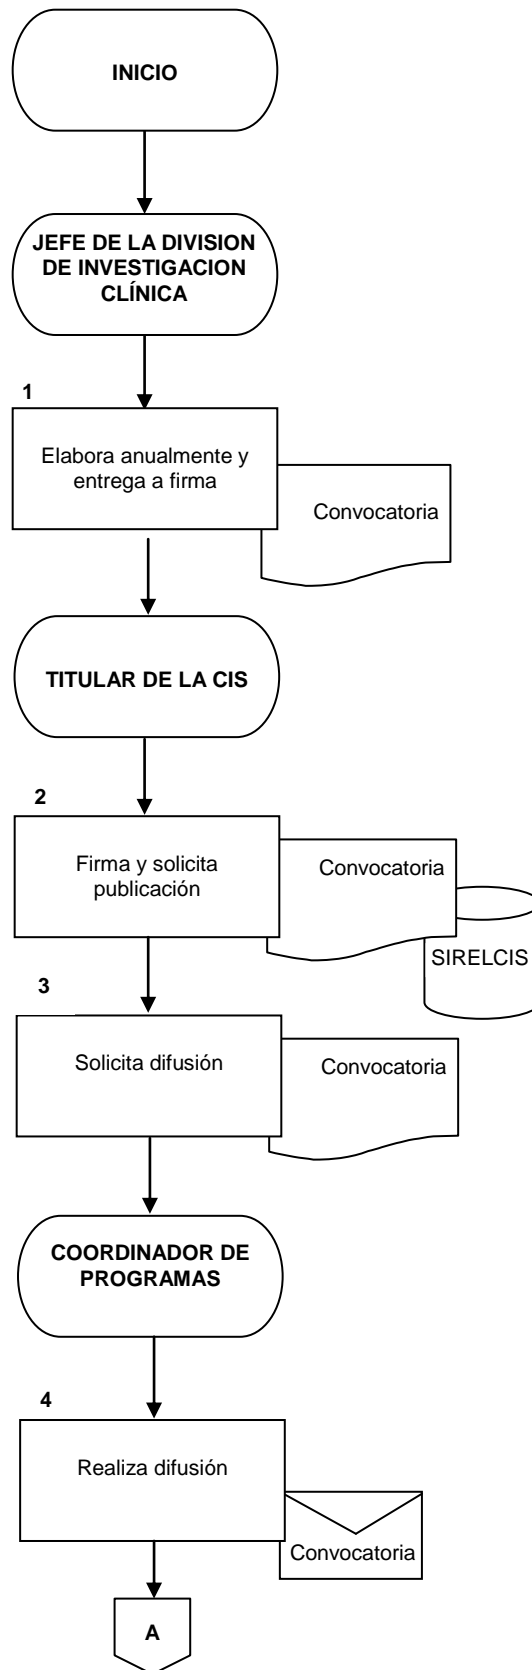 INICIO
JEFE DE LA DIVISION
DE INVESTIGACION
CLÍNICA
1
Elabora anualmente y
entrega a firma
Convocatoria
TITULAR DE LA CIS
2
Firma y solicita
publicación
Convocatoria
SIRELCIS
3
Solicita difusión
Convocatoria
COORDINADOR DE
PROGRAMAS
4
Realiza difusión
Convocatoria
A